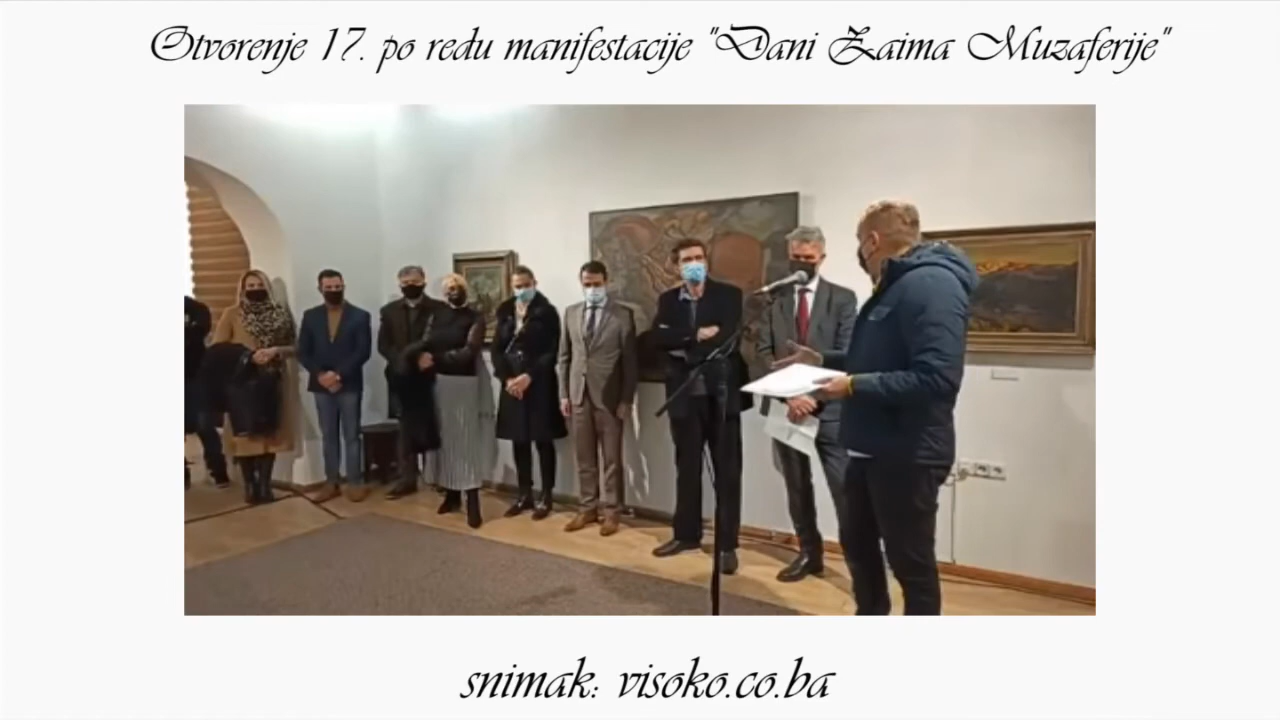 Otvorenje 17. po redu manifestacije "Dani Zaima Muzaferije"
snimak: visoko.co.ba